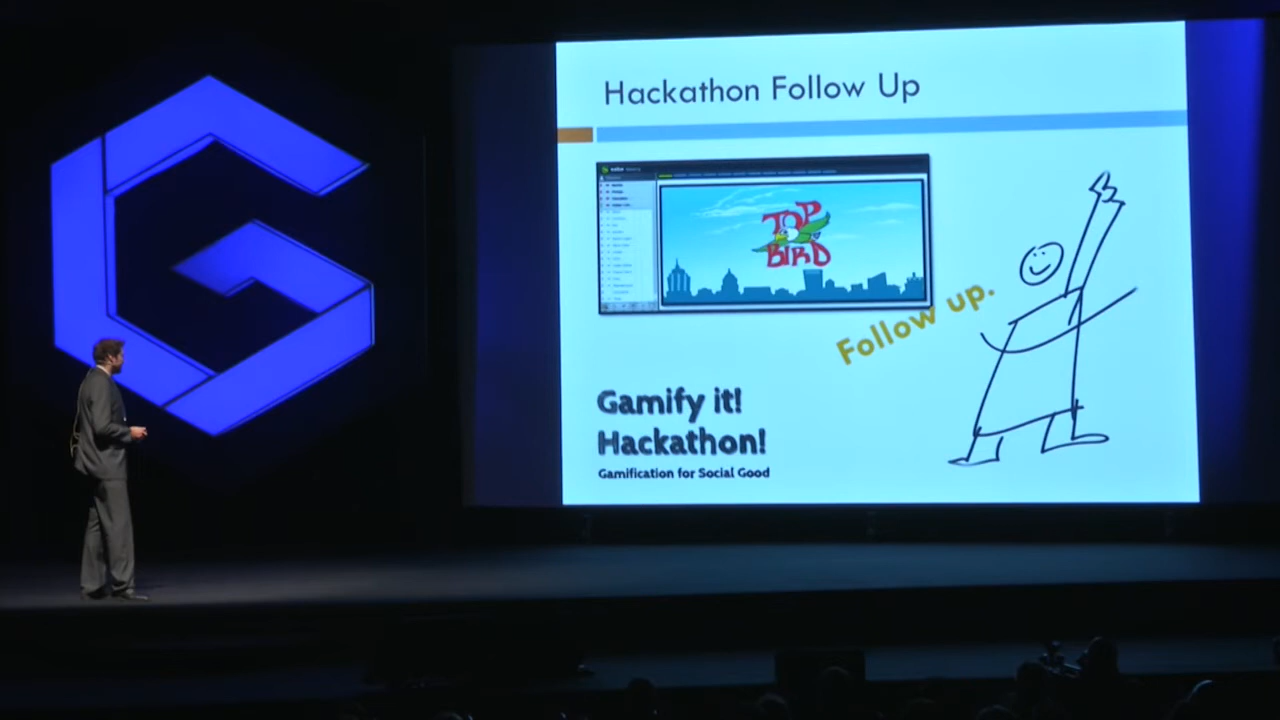 Hackathon Follow Up
TOP
BIRD
Follow up.
Gamify it!
Hackathon!
Gamification for Social Good